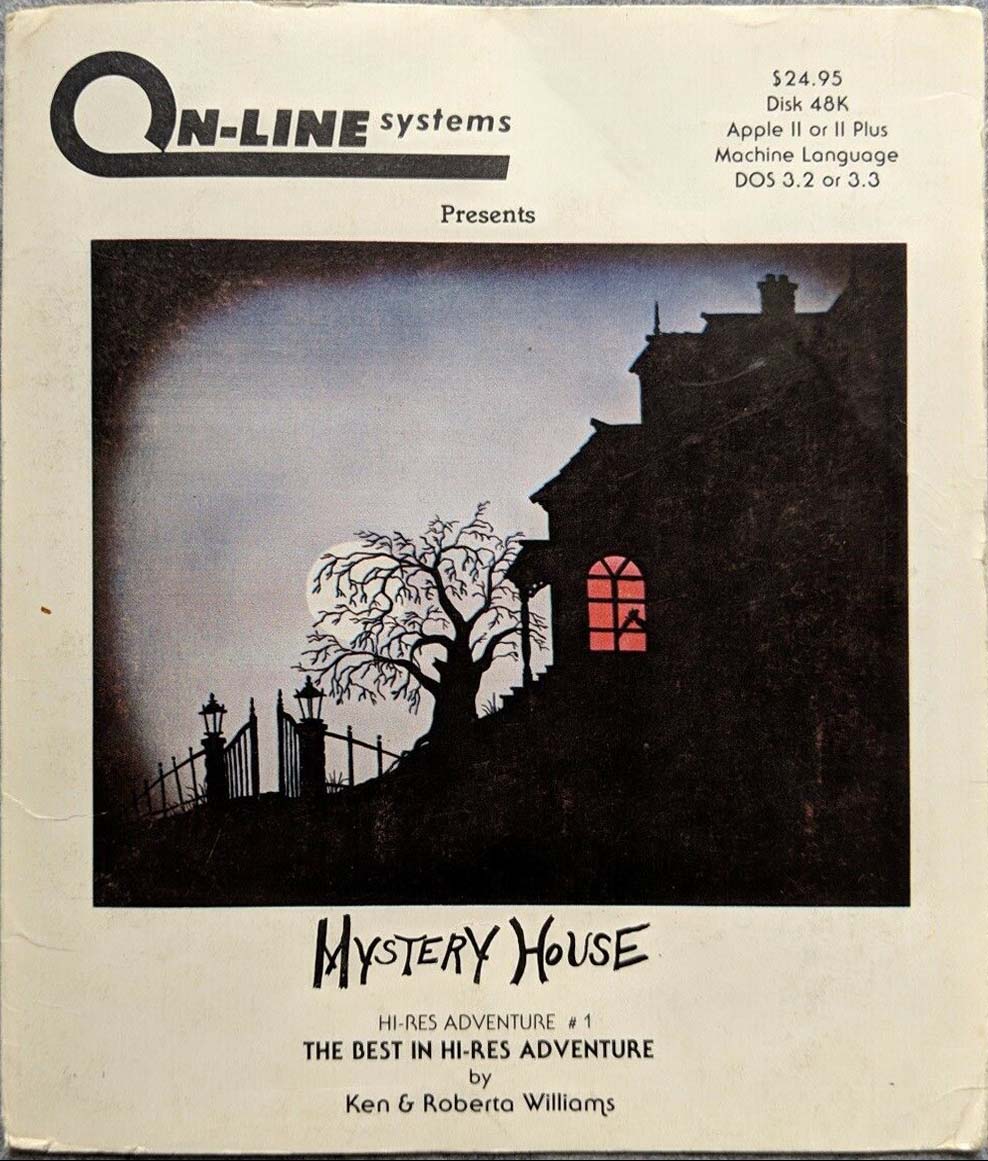 ON-LINE systems
$24.95
Disk 48K
Apple II or II Plus
Machine Language
DOS 3.2 or 3.3
Presents
MYSTERY HOUSE
HI-RES ADVENTURE #1
THE BEST IN HI-RES ADVENTURE
by
Ken & Roberta Williams